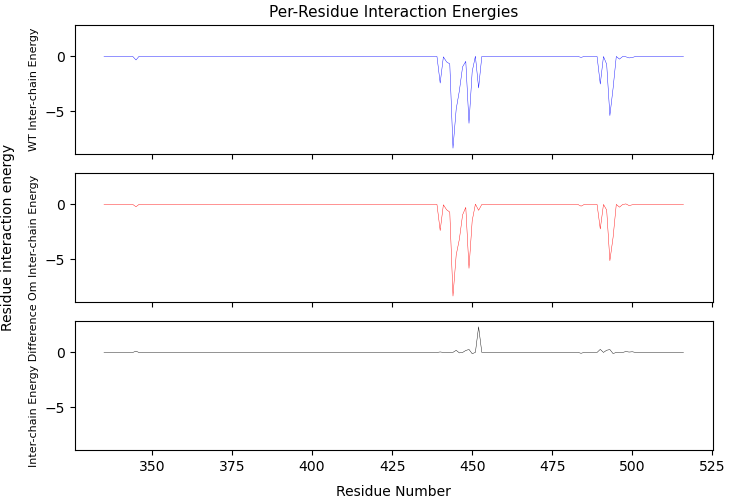 Per-Residue Interaction Energies
Residue interaction energy
WT Inter-chain Energy
0
−5
Om Inter-chain Energy
0
−5
Inter-chain Energy Difference
0
−5
350
375
400
425
450
475
500
525
Residue Number